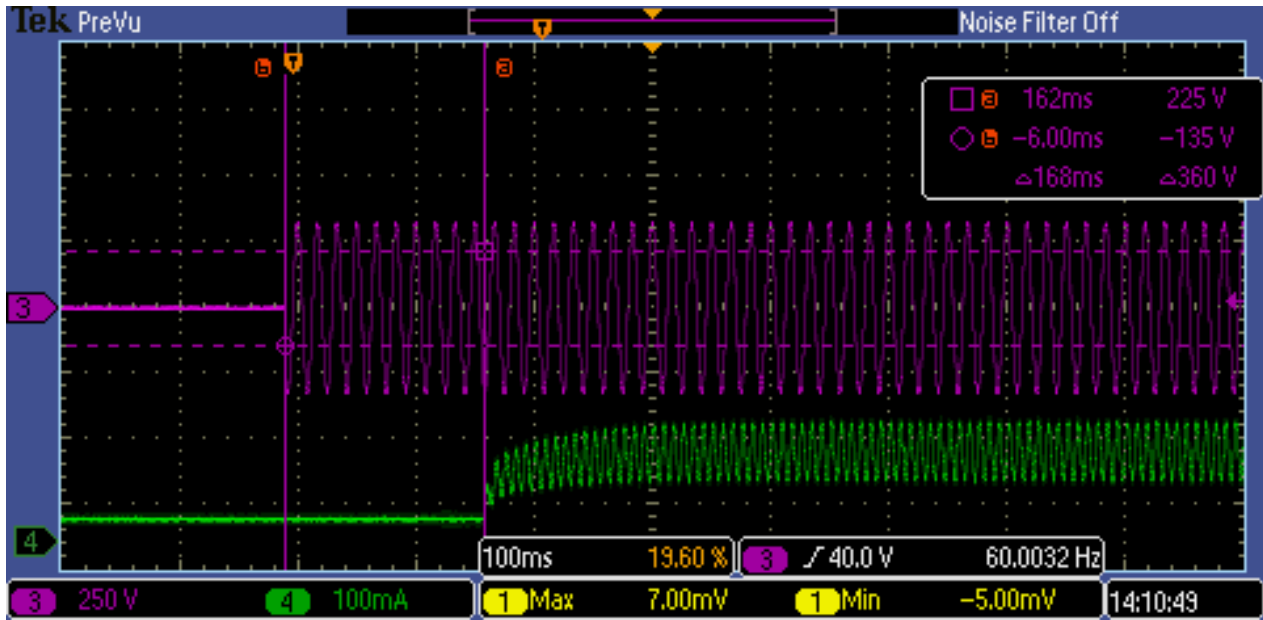 Tek PreVu Noise Filter Off
b T a
a 162ms 225 V
b −6.00ms −135 V
△168ms △360 V
3
4
100ms 19.60 % 3 40.0 V 60.0032 Hz
3 250 V 4 100mA 1 Max 7.00mV 1 Min −5.00mV 14:10:49